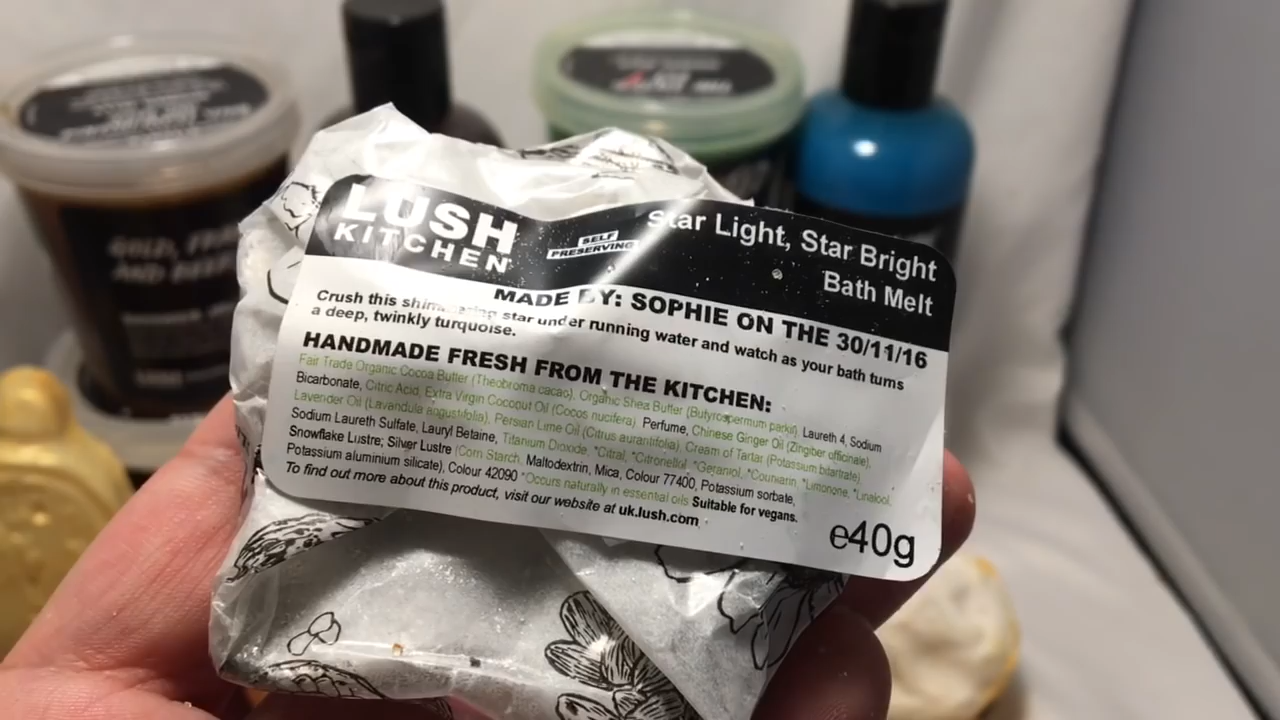 LUSH
KITCHEN
SELF
PRESERVING
Star Light, Star Bright
Bath Melt
MADE BY: SOPHIE ON THE 30/11/16
Crush this shimmering star under running water and watch as your bath turns
a deep, twinkly turquoise.
HANDMADE FRESH FROM THE KITCHEN:
Fair Trade Organic Cocoa Butter (Theobroma cacao), Organic Shea Butter (Butyrospermum parkii), Laureth 4, Sodium
Bicarbonate, Citric Acid, Extra Virgin Coconut Oil (Cocos nucifera), Perfume, Chinese Ginger Oil (Zingiber officinale),
Lavender Oil (Lavandula angustifolia), Persian Lime Oil (Citrus aurantifolia), Cream of Tartar (Potassium bitartrate),
Sodium Laureth Sulfate, Lauryl Betaine, Titanium Dioxide, *Citral, *Citronellol, *Geraniol, *Coumarin, *Limonone, *Linalool,
Snowflake Lustre; Silver Lustre (Corn Starch, Maltodextrin, Mica, Colour 77400, Potassium sorbate,
Potassium aluminium silicate), Colour 42090 *Occurs naturally in essential oils Suitable for vegans.
To find out more about this product, visit our website at uk.lush.com
e40g